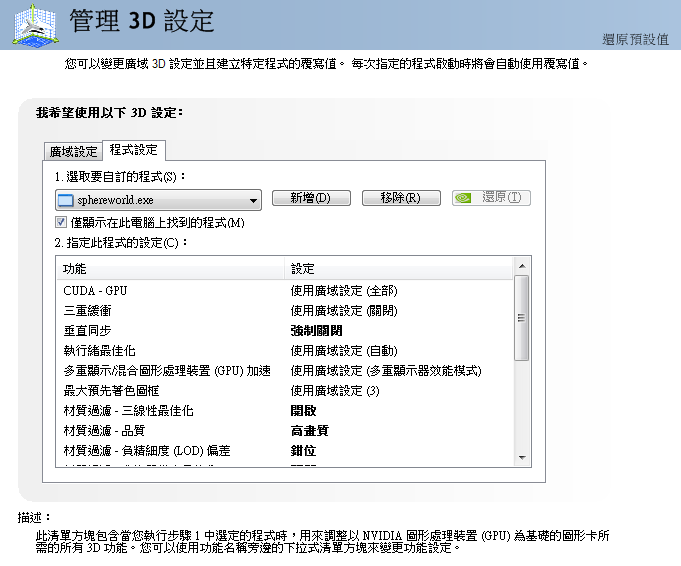 管理 3D 設定
還原預設值
您可以變更廣域 3D 設定並且建立特定程式的覆寫值。 每次指定的程式啟動時將會自動使用覆寫值。
我希望使用以下 3D 設定：
廣域設定 程式設定
1. 選取要自訂的程式(S)：
sphereworld.exe 新增(D) 移除(R) 還原(T)
僅顯示在此電腦上找到的程式(M)
2. 指定此程式的設定(C)：
功能 設定
CUDA - GPU 使用廣域設定 (全部)
三重緩衝 使用廣域設定 (關閉)
垂直同步 強制關閉
執行緒最佳化 使用廣域設定 (自動)
多重顯示/混合圖形處理裝置 (GPU) 加速 使用廣域設定 (多重顯示器效能模式)
最大預先著色圖框 使用廣域設定 (3)
材質過濾 - 三線性最佳化 開啟
材質過濾 - 品質 高畫質
材質過濾 - 負精細度 (LOD) 偏差 鉗位
描述：
此清單方塊包含當您執行步驟 1 中選定的程式時，用來調整以 NVIDIA 圖形處理裝置 (GPU) 為基礎的圖形卡所
需的所有 3D 功能。您可以使用功能名稱旁邊的下拉式清單方塊來變更功能設定。